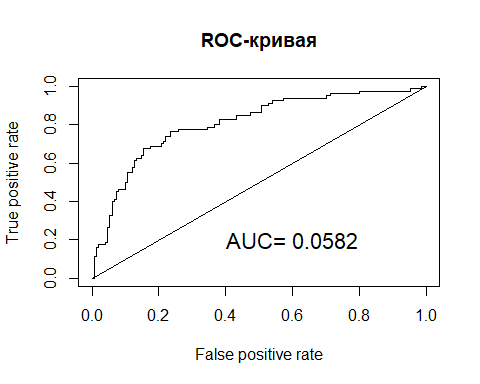 ROC-кривая
True positive rate
0.0 0.2 0.4 0.6 0.8 1.0
AUC= 0.0582
0.0 0.2 0.4 0.6 0.8 1.0
False positive rate